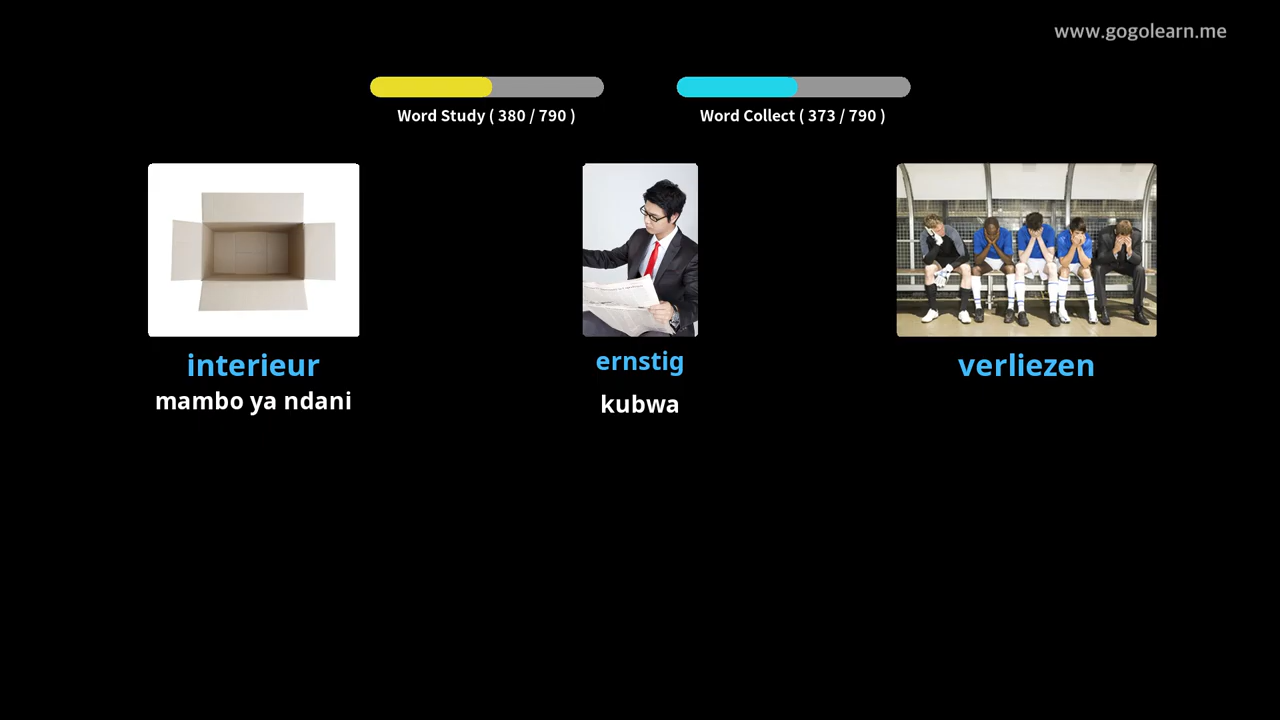 www.gogolearn.me
Word Study ( 380 / 790 )
Word Collect ( 373 / 790 )
interieur
mambo ya ndani
ernstig
kubwa
verliezen